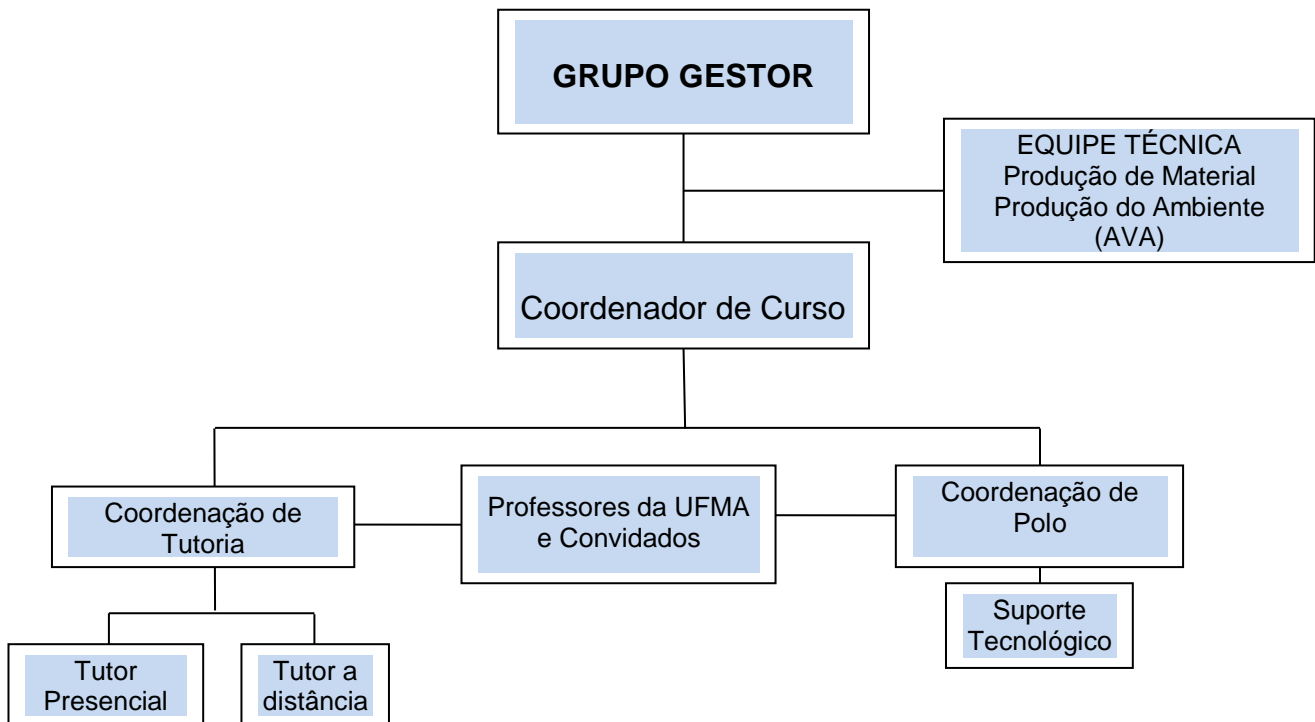 GRUPO GESTOR
EQUIPE TÉCNICA
Produção de Material
Produção do Ambiente
(AVA)
Coordenador de Curso
Coordenação de
Tutoria
Professores da UFMA
e Convidados
Coordenação de
Polo
Suporte
Tecnológico
Tutor
Presencial
Tutor a
distância